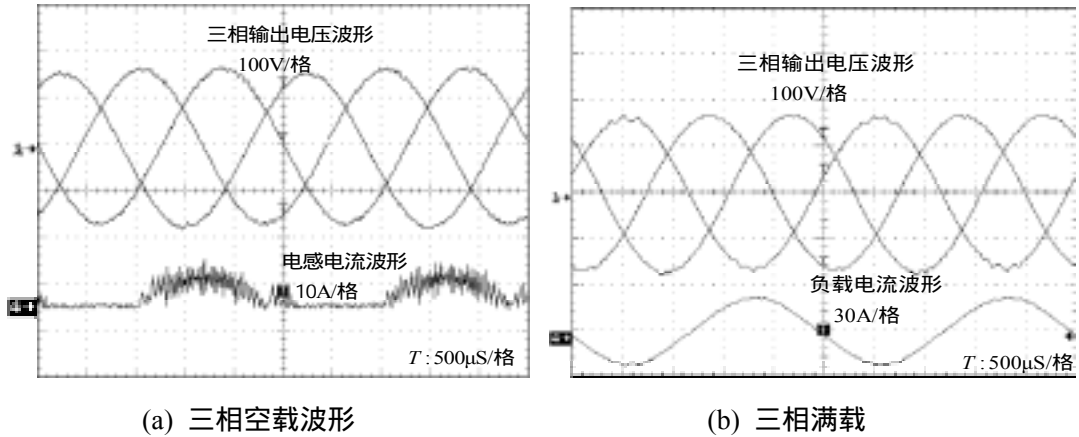 三相输出电压波形
100V/格
电感电流波形
10A/格
T : 500μS/格
(a) 三相空载波形
三相输出电压波形
100V/格
负载电流波形
30A/格
T : 500μS/格
(b) 三相满载